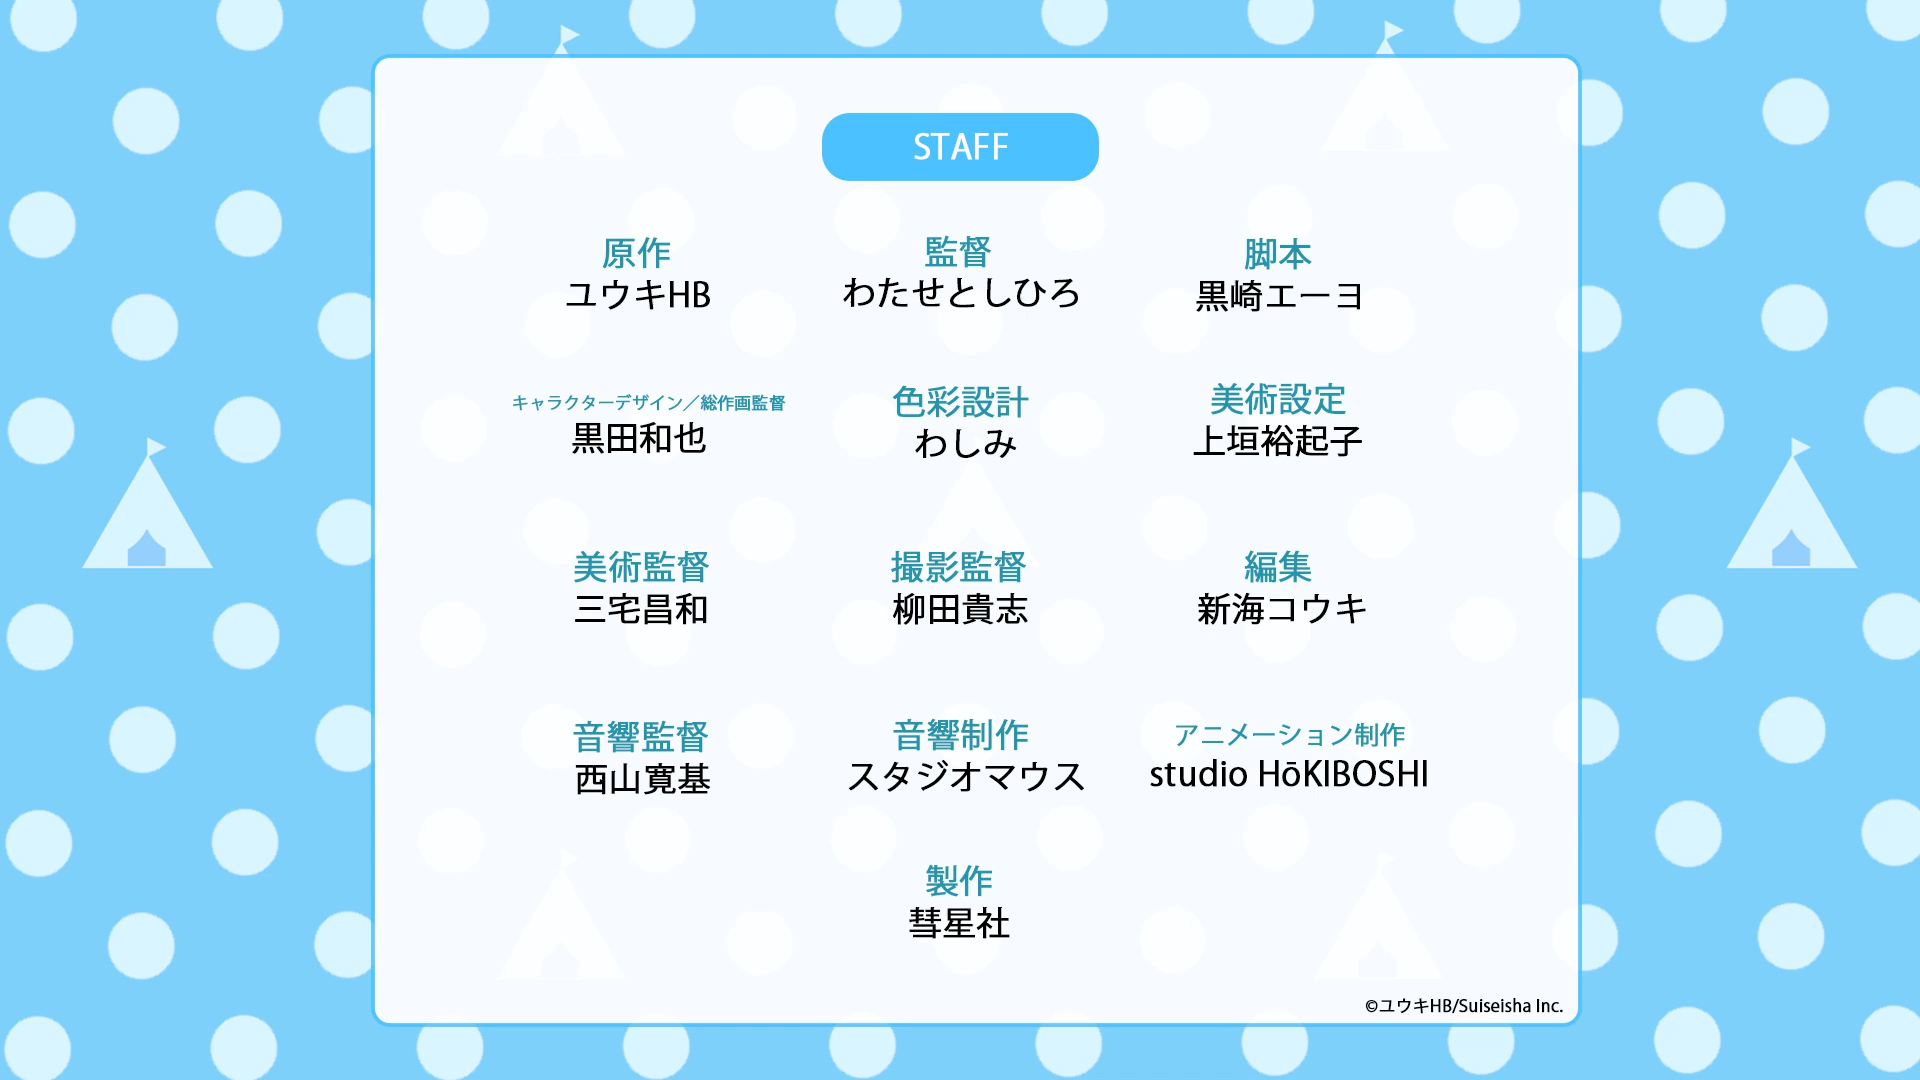 STAFF
原作
ユウキHB
監督
わたせとしひろ
脚本
黒崎エーヨ
キャラクターデザイン／総作画監督
黒田和也
色彩設計
わしみ
美術設定
上垣裕起子
美術監督
三宅昌和
撮影監督
柳田貴志
編集
新海コウキ
音響監督
西山寛基
音響制作
スタジオマウス
アニメーション制作
studio HōKIBOSHI
製作
彗星社
©ユウキHB/Suiseisha Inc.